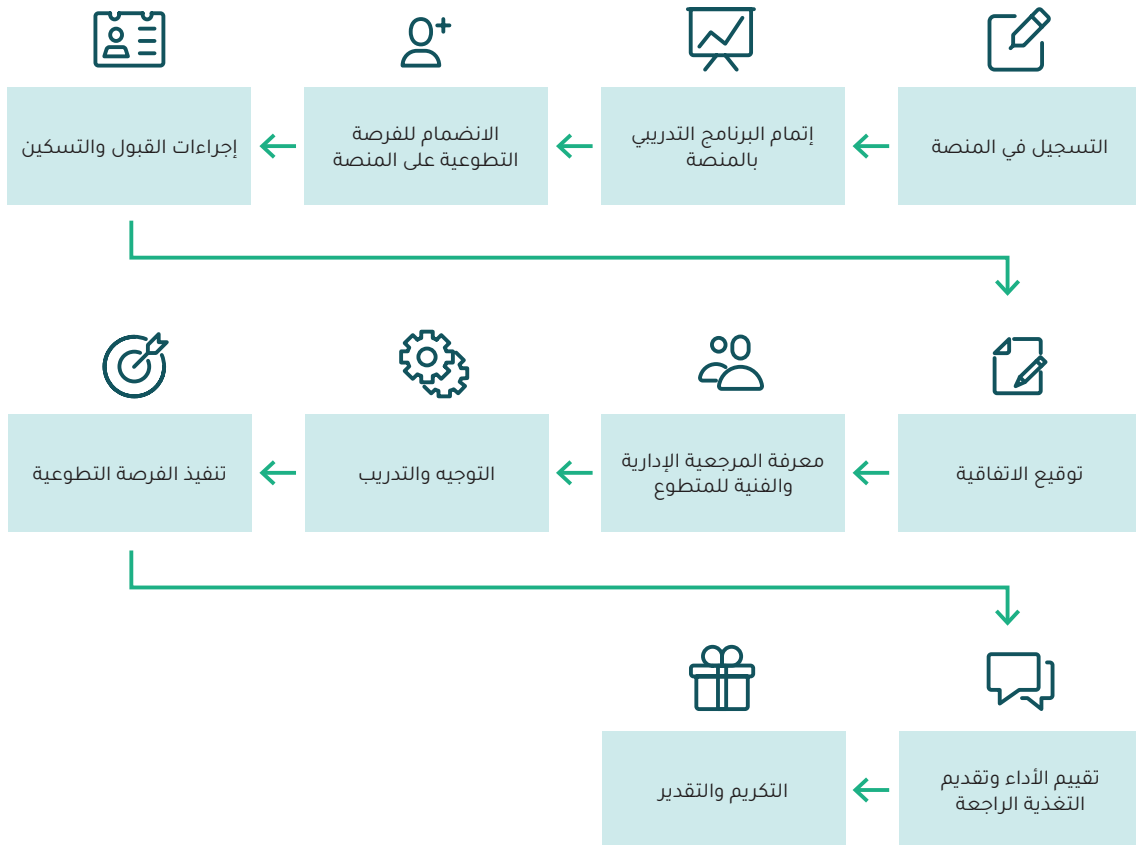 التسجيل في المنصة
إتمام البرنامج التدريبي
بالمنصة
الانضمام للفرصة
التطوعية على المنصة
إجراءات القبول والتسكين
توقيع الاتفاقية
معرفة المرجعية الإدارية
والفنية للمتطوع
التوجيه والتدريب
تنفيذ الفرصة التطوعية
تقييم الأداء وتقديم
التغذية الراجعة
التكريم والتقدير